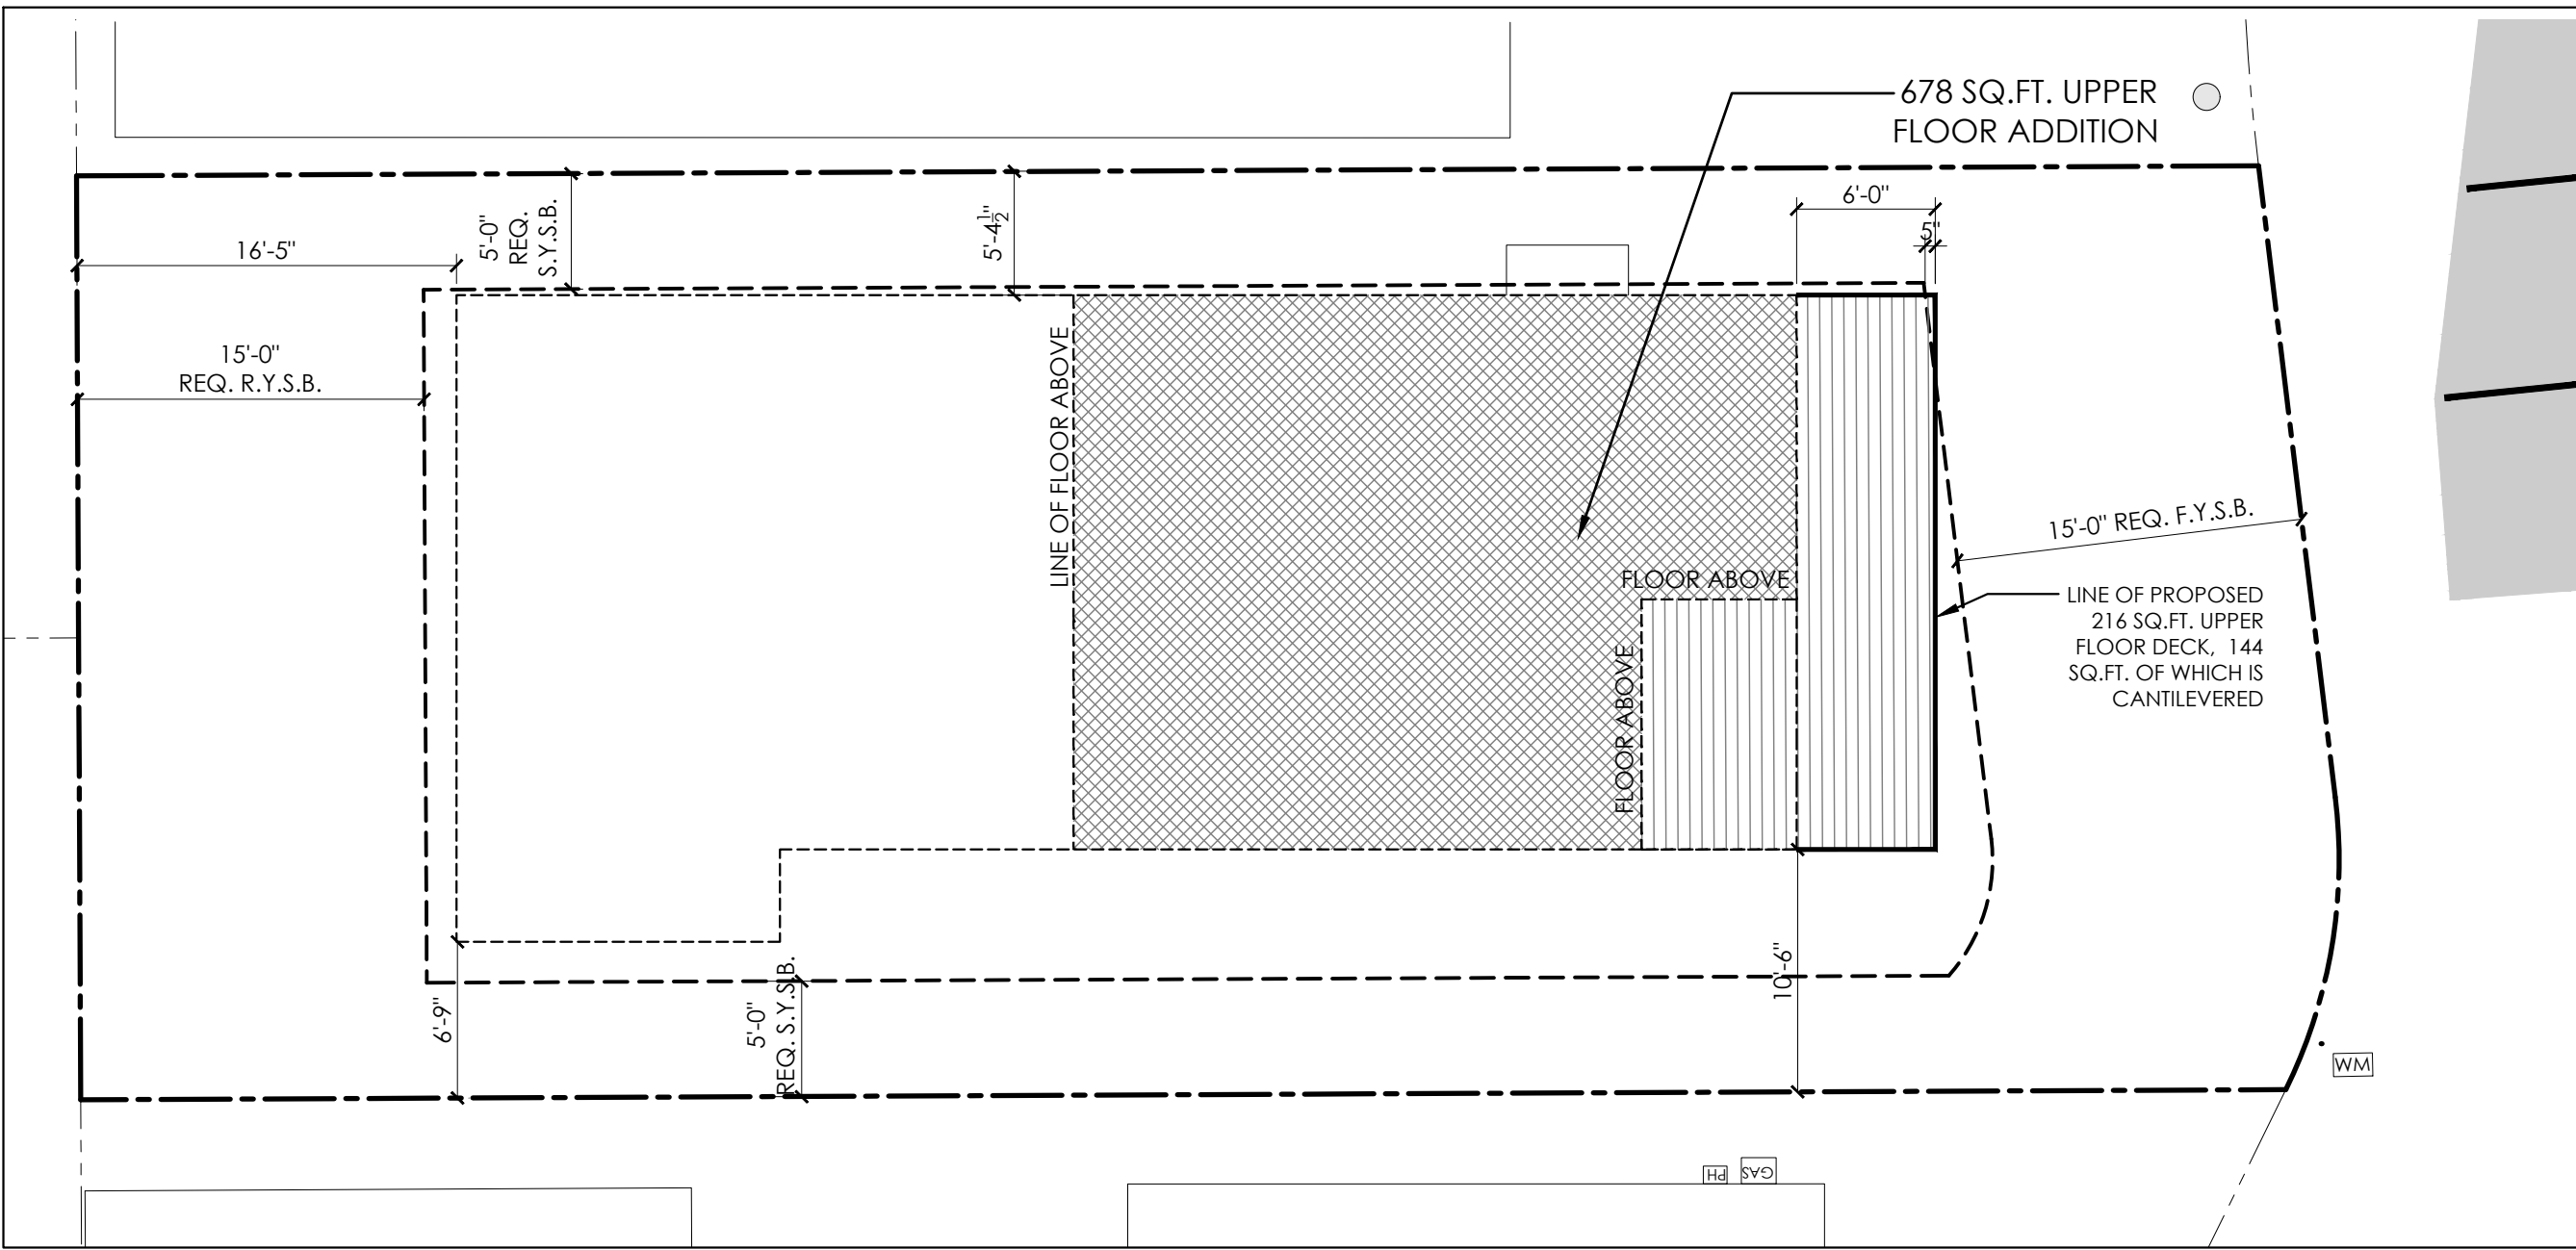 678 SQ.FT. UPPER
FLOOR ADDITION
6'-0"
5"
5'-0"
REQ.
S.Y.S.B.
5'-4½"
16'-5"
15'-0"
REQ. R.Y.S.B.
LINE OF FLOOR ABOVE
15'-0" REQ. F.Y.S.B.
FLOOR ABOVE
FLOOR ABOVE
LINE OF PROPOSED
216 SQ.FT. UPPER
FLOOR DECK, 144
SQ.FT. OF WHICH IS
CANTILEVERED
6'-9"
5'-0"
REQ. S.Y.S.B.
10'-6"
WM
PH
GAS